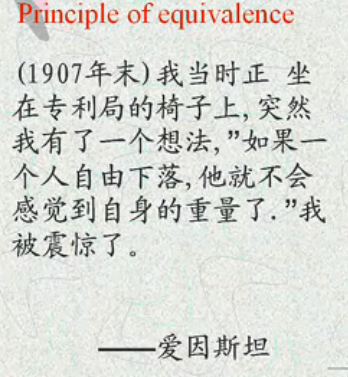 Principle of equivalence
(1907年末)我当时正 坐
在专利局的椅子上,突然
我有了一个想法,”如果一
个人自由下落,他就不会
感觉到自身的重量了.”我
被震惊了。
——爱因斯坦